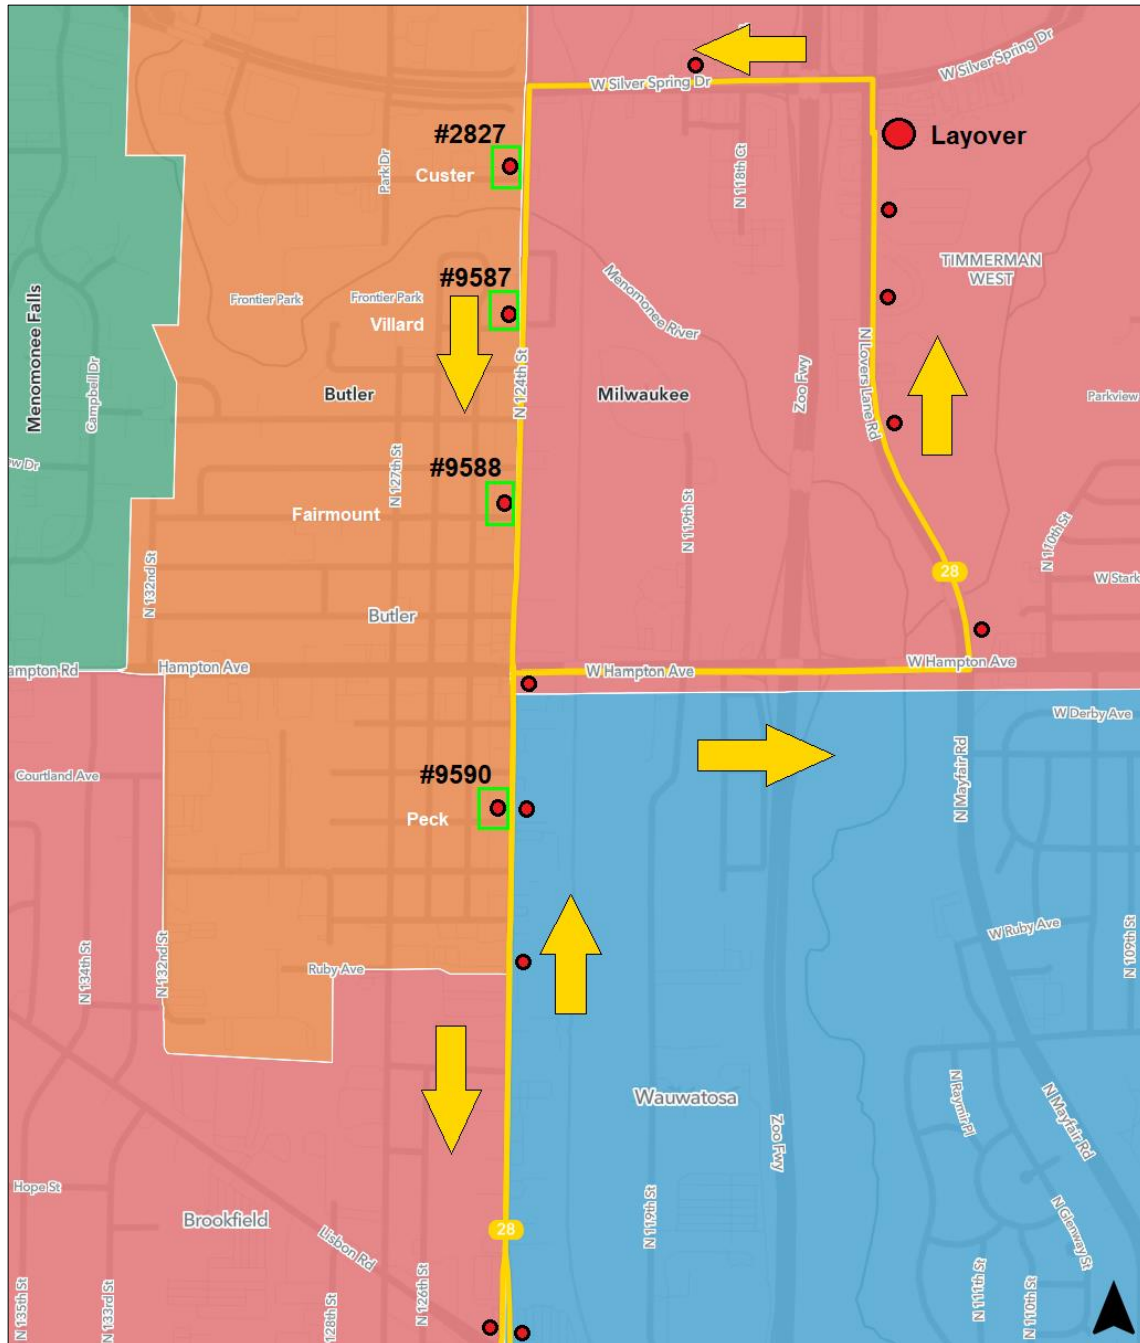 W Silver Spring Dr
W Silver Spring Dr
#2827
Layover
Custer
Park Dr
N 118th Ct
TIMMERMAN
WEST
#9587
Frontier Park
Frontier Park
Villard
Menomonee River
Menomonee Falls
Campbell Dr
N 124th St
Zoo Fwy
N Lovers Lane Rd
Butler
Milwaukee
Parkview
w Dr
N 127th St
#9588
Fairmount
N 119th St
N 110th St
28
W Stark
N 132nd St
Butler
ampton Rd
Hampton Ave
W Hampton Ave
W Hampton Ave
W Derby Ave
Courtland Ave
#9590
Peck
N Mayfair Rd
N 134th St
N 132nd St
W Ruby Ave
N 109th St
Ruby Ave
Wauwatosa
N Raymir Pl
N Mayfair Rd
Zoo Fwy
Hope St
Brookfield
Lisbon Rd
28
N 119th St
N Glenway St
N 135th St
N 133rd St
128th St
N 126th St
N 111th St
N 110th St